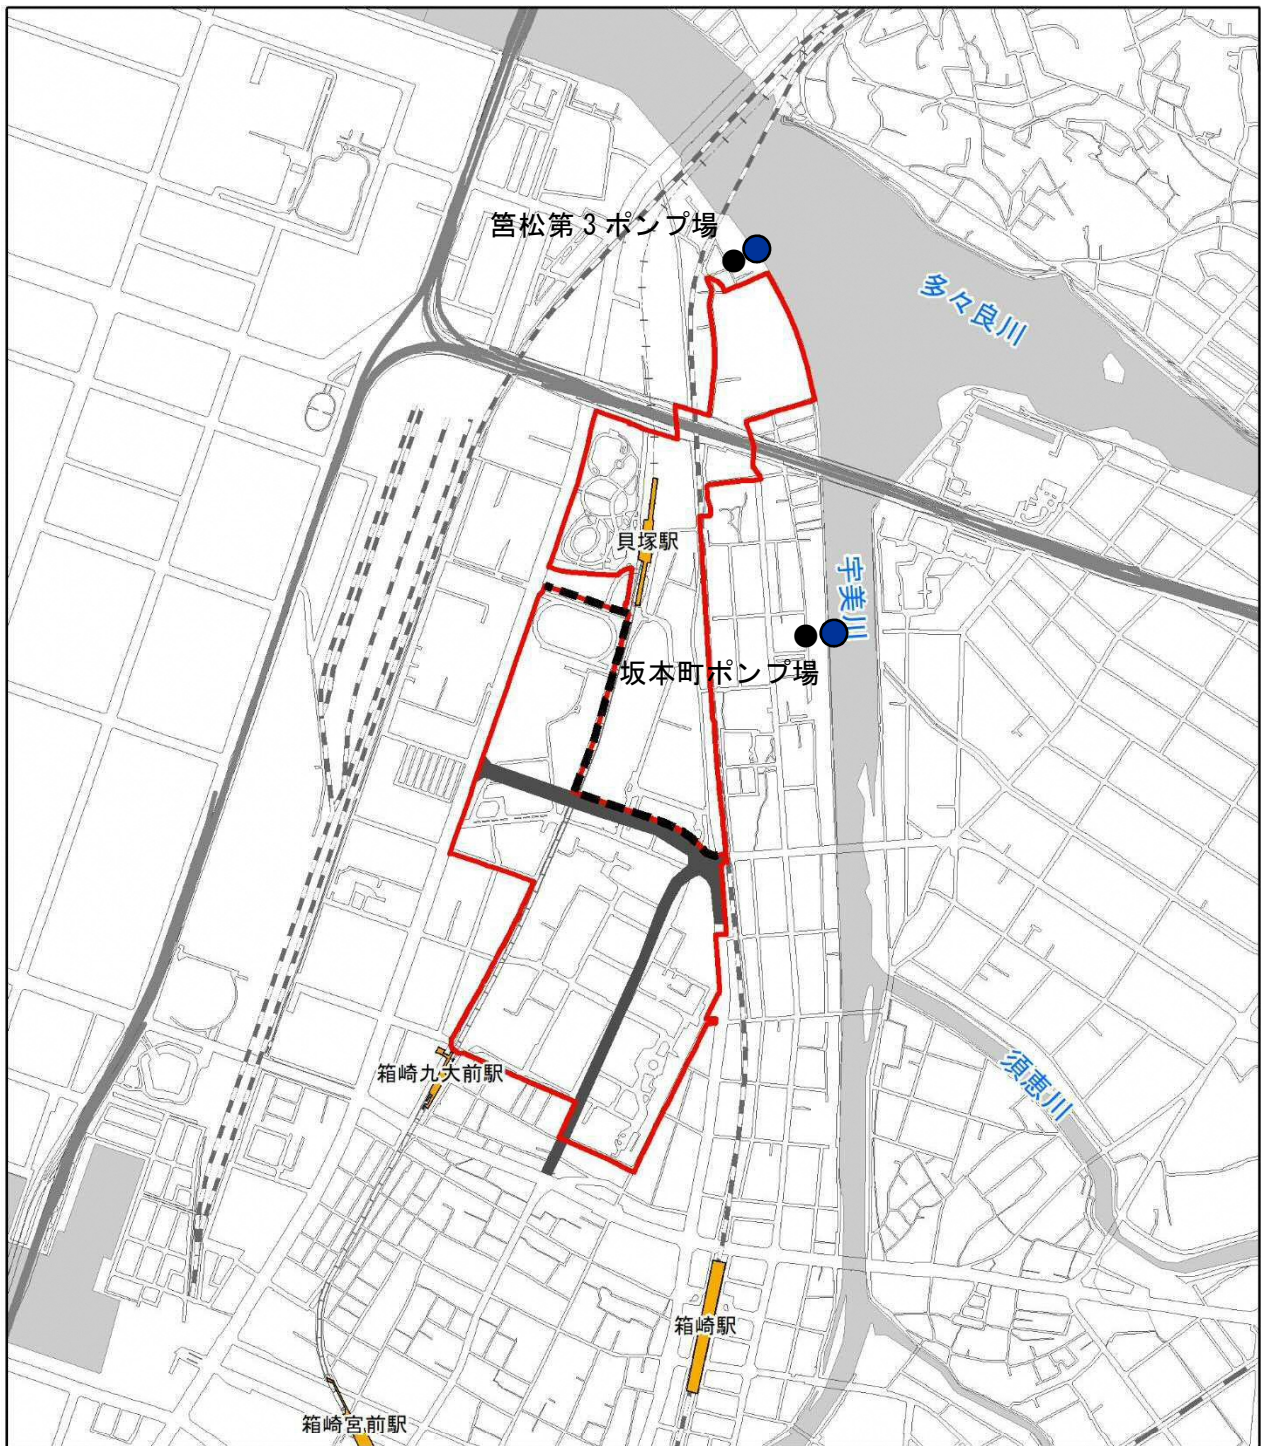 筥松第３ポンプ場
多々良川
貝塚駅
宇美川
坂本町ポンプ場
箱崎九大前駅
須恵川
箱崎駅
箱崎宮前駅